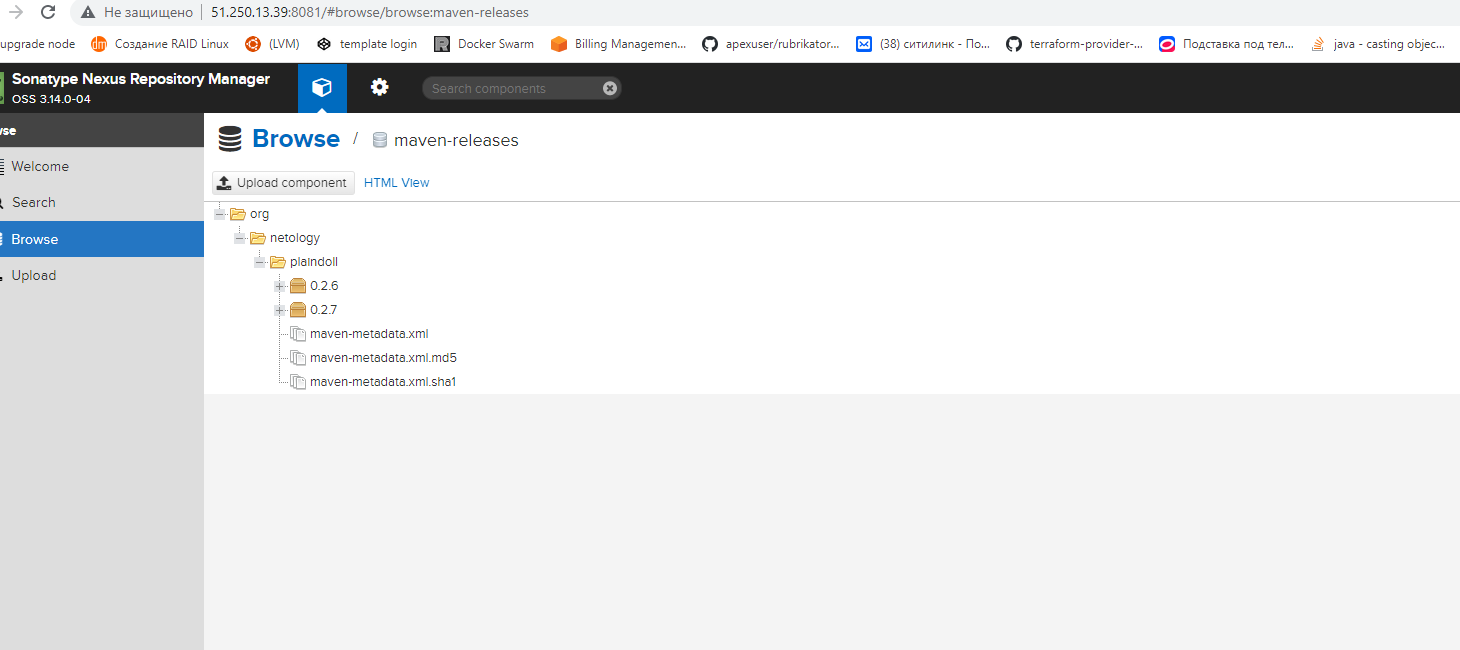 Не защищено 51.250.13.39:8081/#browse/browse:maven-releases
upgrade node Создание RAID Linux (LVM) template login Docker Swarm Billing Managemen... apexuser/rubrikator... (38) ситилинк - По... terraform-provider-... Подставка под тел... java - casting objec...
Sonatype Nexus Repository Manager
OSS 3.14.0-04
Search components
se
Browse / maven-releases
Welcome
Upload component HTML View
Search
org
Browse
netology
plaindoll
Upload
0.2.6
0.2.7
maven-metadata.xml
maven-metadata.xml.md5
maven-metadata.xml.sha1